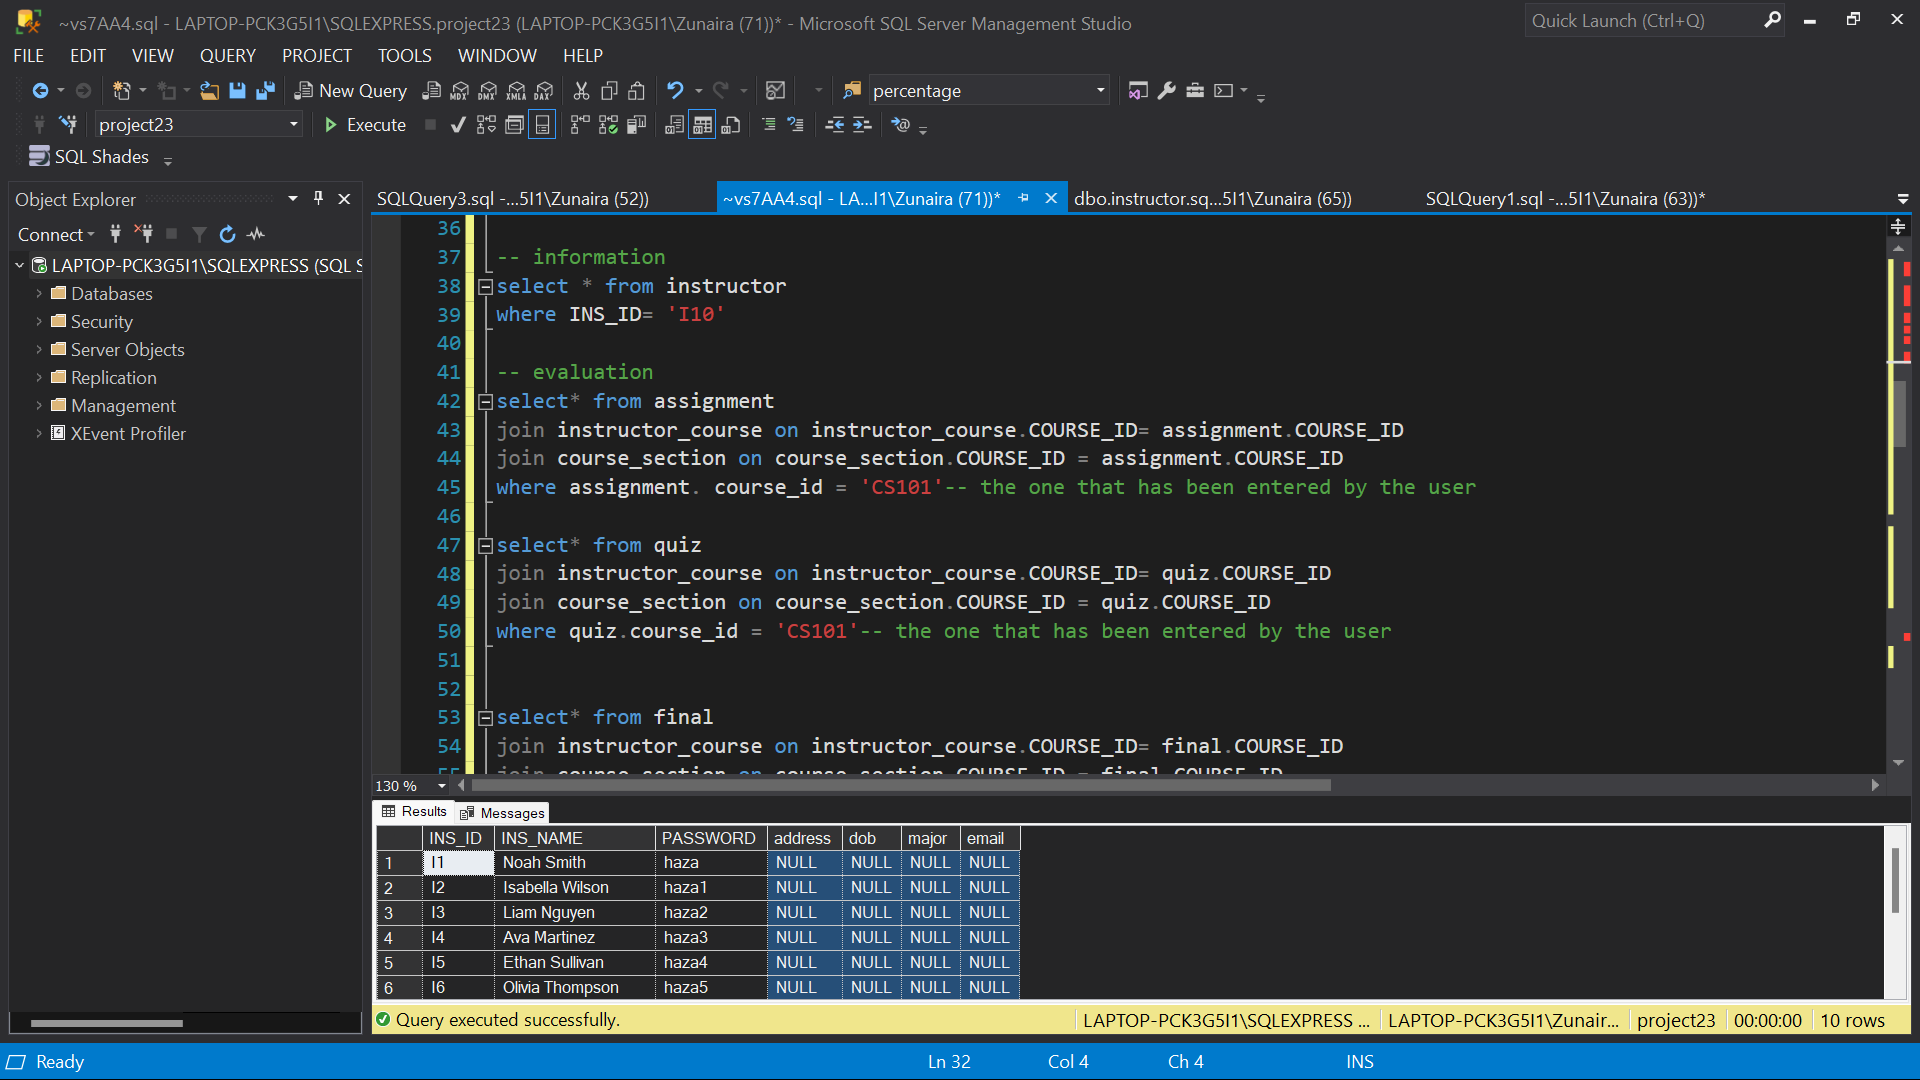 ~vs7AA4.sql - LAPTOP-PCK3G5I1\SQLEXPRESS.project23 (LAPTOP-PCK3G5I1\Zunaira (71))* - Microsoft SQL Server Management Studio
Quick Launch (Ctrl+Q)
FILE EDIT VIEW QUERY PROJECT TOOLS WINDOW HELP
New Query MDX DMX XMLA DAX percentage
project23 Execute
SQL Shades
Object Explorer
SQLQuery3.sql -...5I1\Zunaira (52)) ~vs7AA4.sql - LA...I1\Zunaira (71))* dbo.instructor.sq...5I1\Zunaira (65)) SQLQuery1.sql -...5I1\Zunaira (63))*
Connect
LAPTOP-PCK3G5I1\SQLEXPRESS (SQL S
Databases
Security
Server Objects
Replication
Management
XEvent Profiler
36
37 -- information
38 select * from instructor
39 where INS_ID= 'I10'
40
41 -- evaluation
42 select* from assignment
43 join instructor_course on instructor_course.COURSE_ID= assignment.COURSE_ID
44 join course_section on course_section.COURSE_ID = assignment.COURSE_ID
45 where assignment. course_id = 'CS101'-- the one that has been entered by the user
46
47 select* from quiz
48 join instructor_course on instructor_course.COURSE_ID= quiz.COURSE_ID
49 join course_section on course_section.COURSE_ID = quiz.COURSE_ID
50 where quiz.course_id = 'CS101'-- the one that has been entered by the user
51
52
53 select* from final
54 join instructor_course on instructor_course.COURSE_ID= final.COURSE_ID
55 join course_section on course_section.COURSE_ID = final.COURSE_ID
130 %
Results Messages
INS_ID INS_NAME PASSWORD address dob major email
1 I1 Noah Smith haza NULL NULL NULL NULL
2 I2 Isabella Wilson haza1 NULL NULL NULL NULL
3 I3 Liam Nguyen haza2 NULL NULL NULL NULL
4 I4 Ava Martinez haza3 NULL NULL NULL NULL
5 I5 Ethan Sullivan haza4 NULL NULL NULL NULL
6 I6 Olivia Thompson haza5 NULL NULL NULL NULL
Query executed successfully. LAPTOP-PCK3G5I1\SQLEXPRESS ... LAPTOP-PCK3G5I1\Zunair... project23 00:00:00 10 rows
Ready Ln 32 Col 4 Ch 4 INS